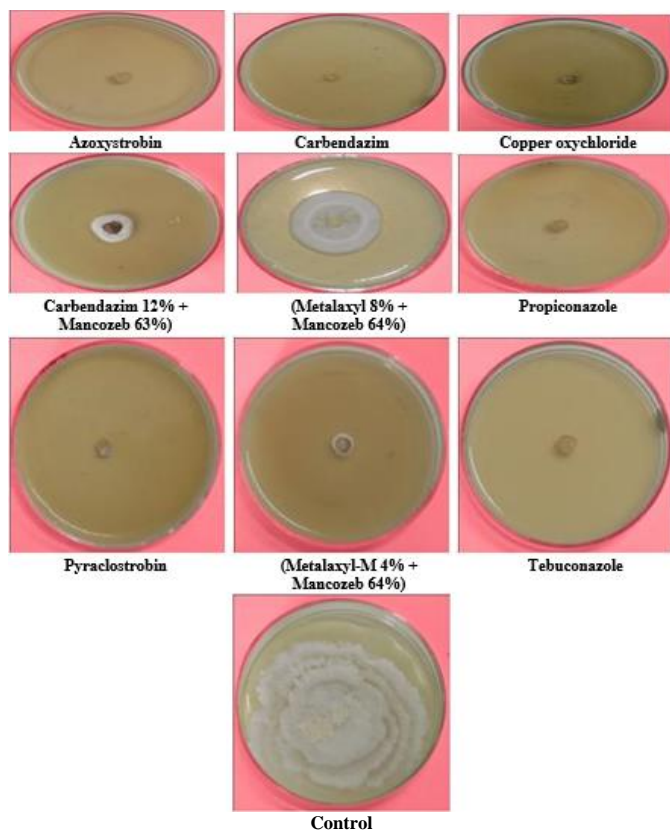 Azoxystrobin
Carbendazim
Copper oxychloride
Carbendazim 12% +
Mancozeb 63%)
(Metalaxyl 8% +
Mancozeb 64%)
Propiconazole
Pyraclostrobin
(Metalaxyl-M 4% +
Mancozeb 64%)
Tebuconazole
Control